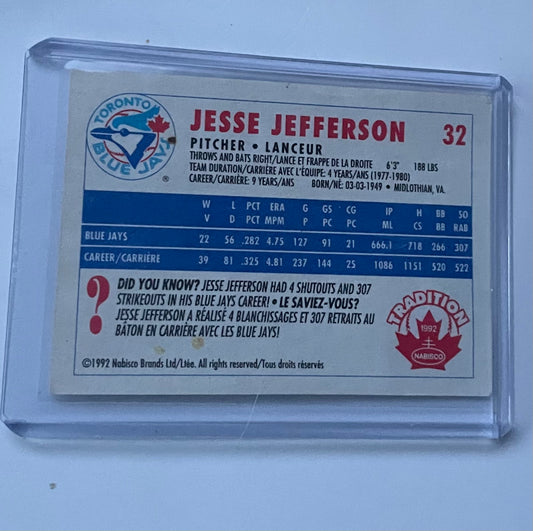 TORONTO
BLUE JAYS
®
JESSE JEFFERSON 32
PITCHER • LANCEUR
THROWS AND BATS RIGHT/LANCE ET FRAPPE DE LA DROITE 6'3" 188 LBS
TEAM DURATION/CARRIÈRE AVEC L'ÉQUIPE: 4 YEARS/ANS (1977-1980)
CAREER/CARRIÈRE: 9 YEARS/ANS BORN/NÉ: 03-03-1949 • MIDLOTHIAN, VA.
W L PCT ERA G GS CG IP H BB SO
V D PCT MPM P PC PC ML CS BB RAB
BLUE JAYS 22 56 .282 4.75 127 91 21 666.1 718 266 307
CAREER/CARRIÈRE 39 81 .325 4.81 237 144 25 1086 1151 520 522
?
DID YOU KNOW? JESSE JEFFERSON HAD 4 SHUTOUTS AND 307
STRIKEOUTS IN HIS BLUE JAYS CAREER! • LE SAVIEZ-VOUS?
JESSE JEFFERSON A RÉALISÉ 4 BLANCHISSAGES ET 307 RETRAITS AU
BÂTON EN CARRIÈRE AVEC LES BLUE JAYS!
TRADITION
1992
NABISCO
©1992 Nabisco Brands Ltd/Ltée. All rights reserved/Tous droits réservés